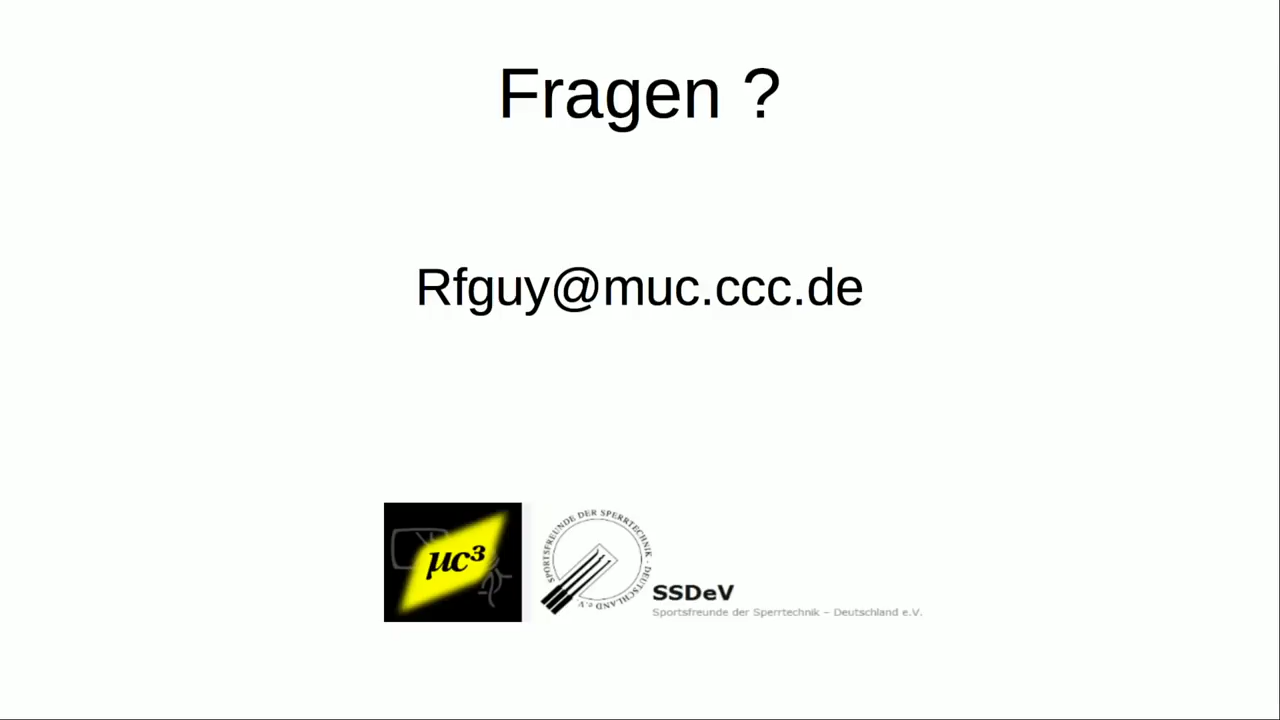 Fragen ?
Rfguy@muc.ccc.de
µc³
SPORTSFREUNDE DER SPERRTECHNIK - DEUTSCHLAND e.V.
SSDeV
Sportsfreunde der Sperrtechnik – Deutschland e.V.